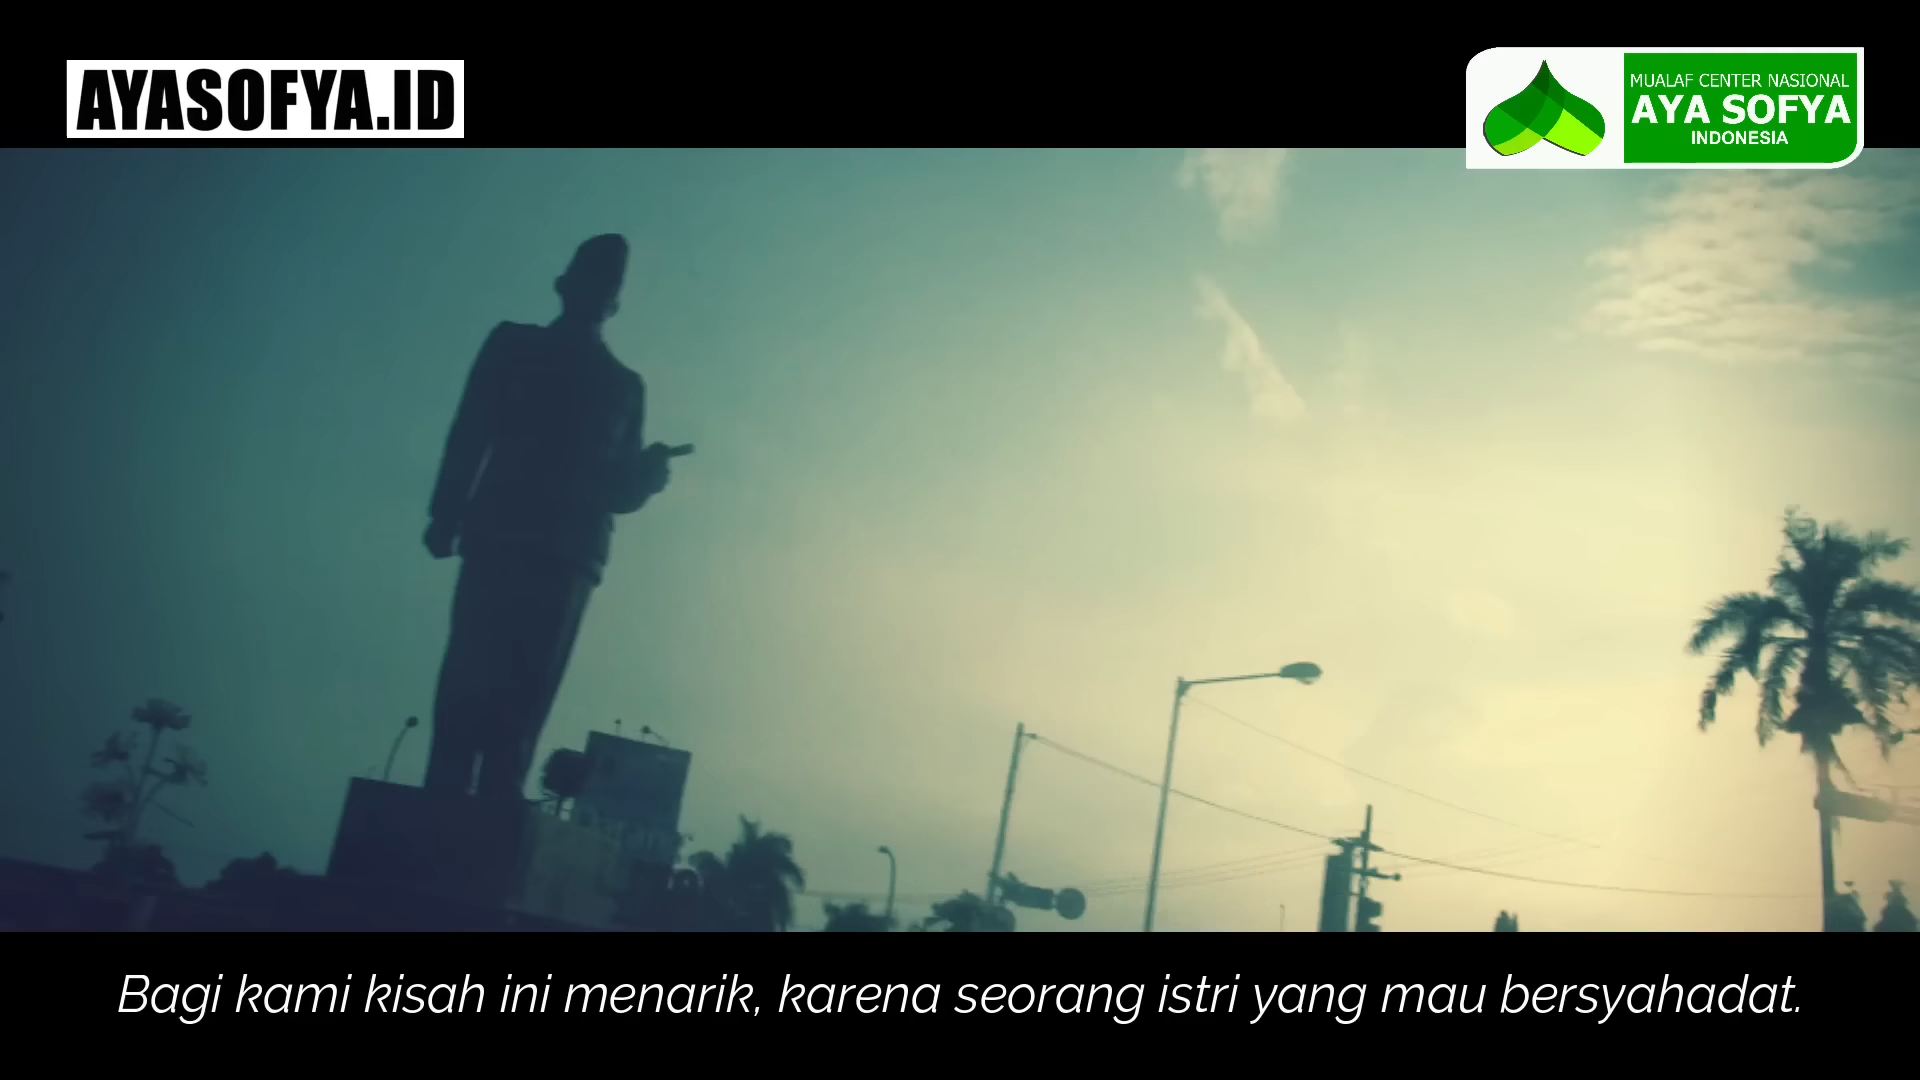 AYASOFYA.ID
MUALAF CENTER NASIONAL
AYA SOFYA
INDONESIA
Bagi kami kisah ini menarik, karena seorang istri yang mau bersyahadat.